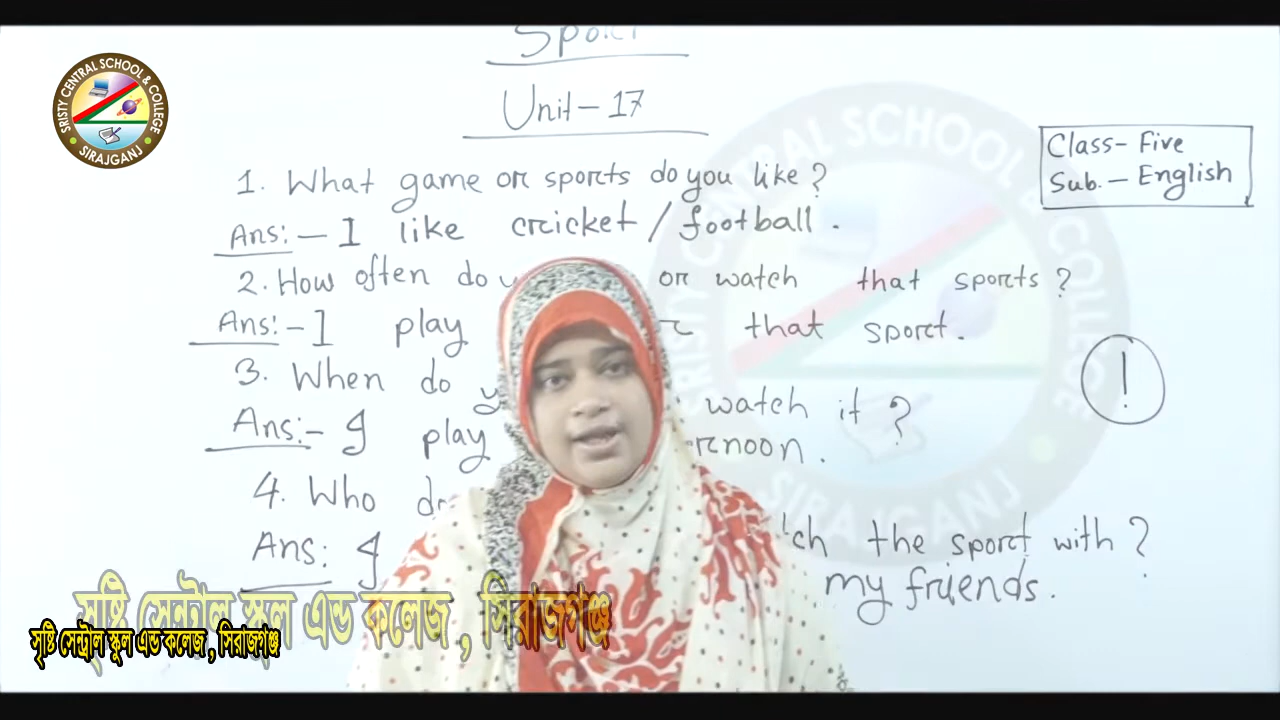 SRISTY CENTRAL SCHOOL & COLLEGE
SIRAJGANJ
Sport
Unit - 17
Class - Five
Sub. - English
1. What game or sports do you like?
Ans: - I like cricket / football.
2. How often do or watch that sports?
Ans: - I play that sport.
3. When do watch it?
Ans: - I play
4. Who the sport with?
Ans: I my friends.
সৃষ্টি সেন্ট্রাল স্কুল এন্ড কলেজ , সিরাজগঞ্জ
সৃষ্টি সেন্ট্রাল স্কুল এন্ড কলেজ , সিরাজগঞ্জ